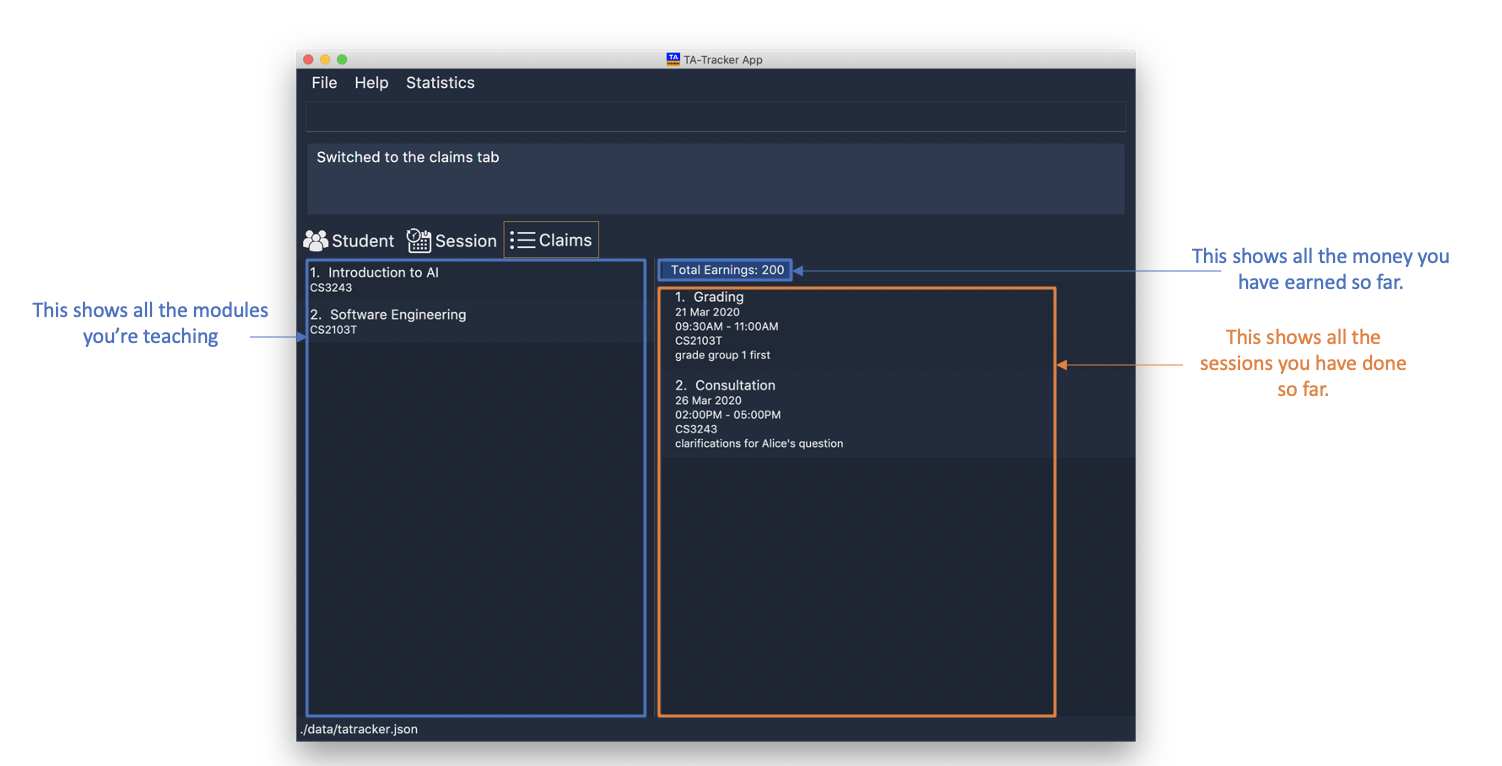 TA-Tracker App
File Help Statistics
Switched to the claims tab
Student Session Claims
1. Introduction to AI
CS3243
2. Software Engineering
CS2103T
Total Earnings: 200
1. Grading
21 Mar 2020
09:30AM - 11:00AM
CS2103T
grade group 1 first
2. Consultation
26 Mar 2020
02:00PM - 05:00PM
CS3243
clarifications for Alice's question
./data/tatracker.json
This shows all the modules
you’re teaching
This shows all the money you
have earned so far.
This shows all the
sessions you have done
so far.